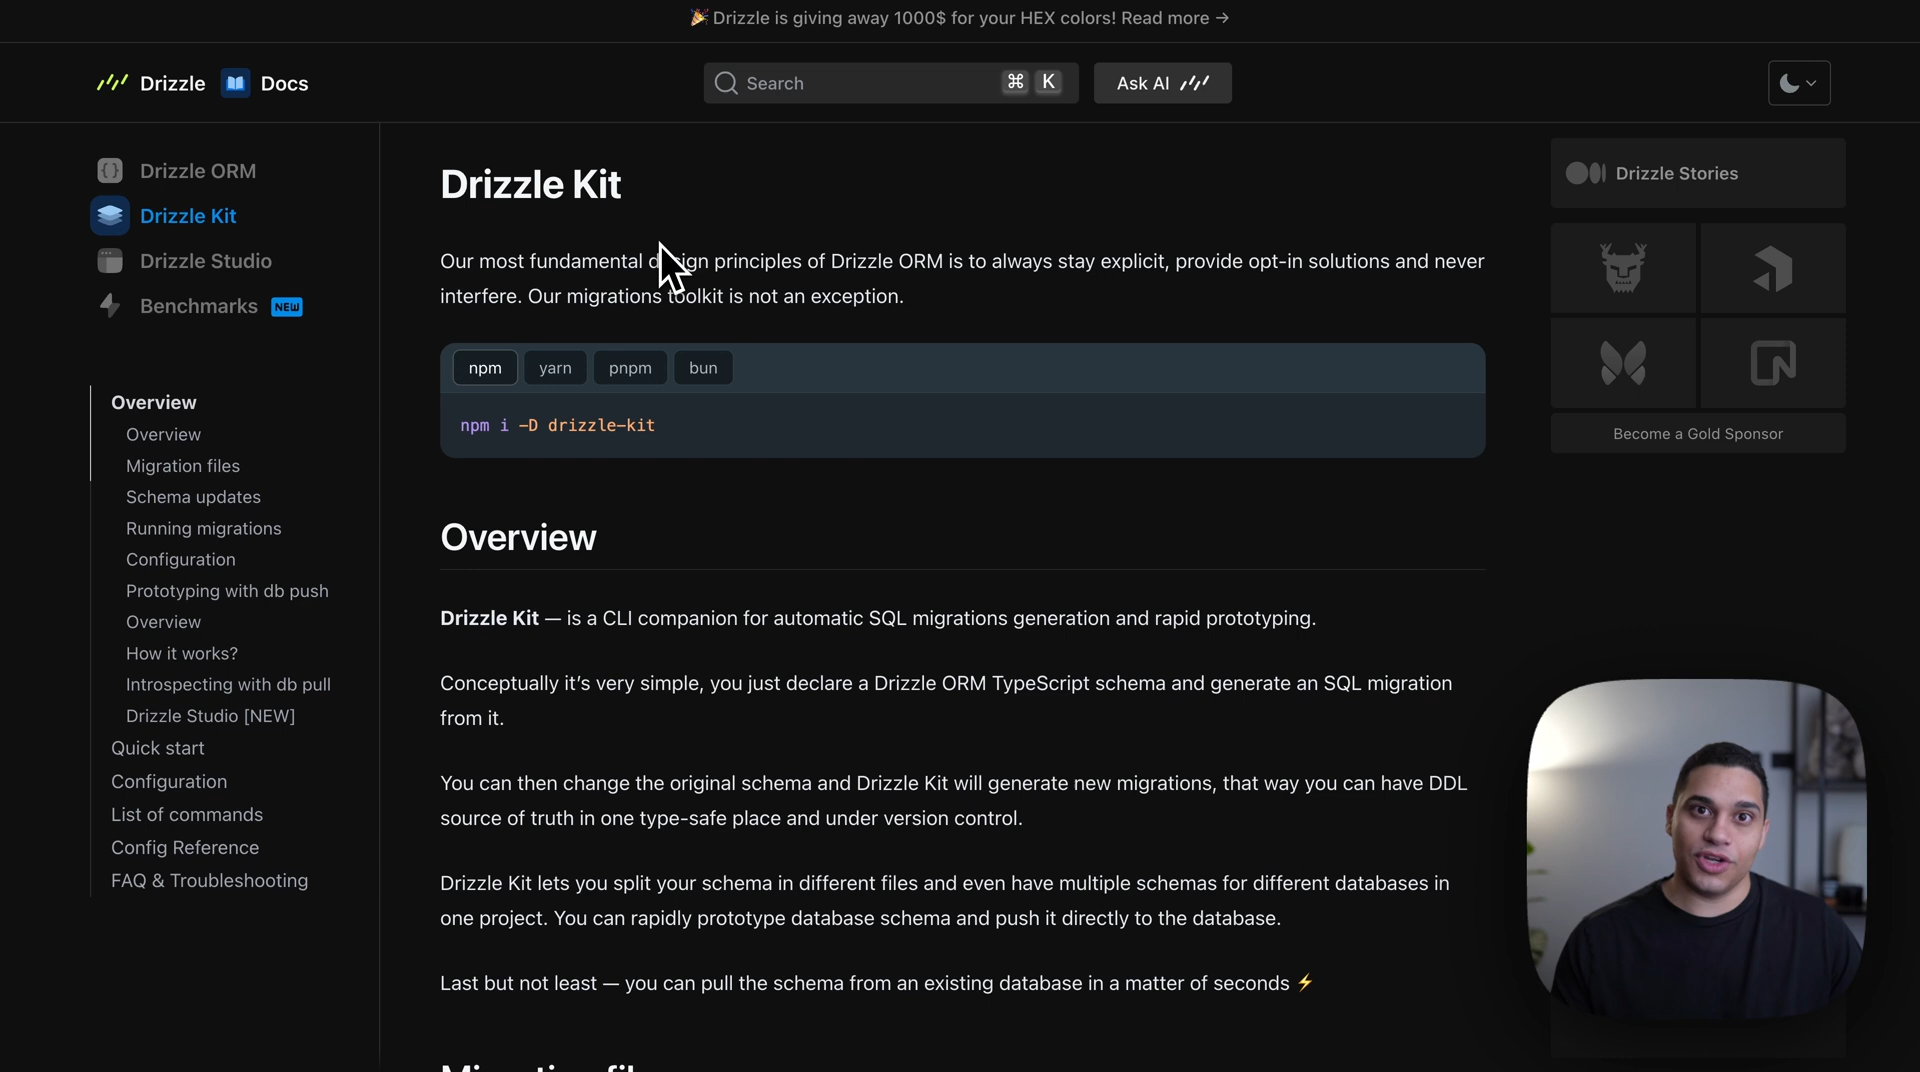 🎉 Drizzle is giving away 1000$ for your HEX colors! Read more →
Drizzle Docs
Search ⌘ K
Ask AI
Drizzle ORM
Drizzle Kit
Drizzle Studio
Benchmarks NEW
Overview
Overview
Migration files
Schema updates
Running migrations
Configuration
Prototyping with db push
Overview
How it works?
Introspecting with db pull
Drizzle Studio [NEW]
Quick start
Configuration
List of commands
Config Reference
FAQ & Troubleshooting
Drizzle Kit
Our most fundamental design principles of Drizzle ORM is to always stay explicit, provide opt-in solutions and never
interfere. Our migrations toolkit is not an exception.
npm yarn pnpm bun
npm i -D drizzle-kit
Overview
Drizzle Kit — is a CLI companion for automatic SQL migrations generation and rapid prototyping.
Conceptually it’s very simple, you just declare a Drizzle ORM TypeScript schema and generate an SQL migration
from it.
You can then change the original schema and Drizzle Kit will generate new migrations, that way you can have DDL
source of truth in one type-safe place and under version control.
Drizzle Kit lets you split your schema in different files and even have multiple schemas for different databases in
one project. You can rapidly prototype database schema and push it directly to the database.
Last but not least — you can pull the schema from an existing database in a matter of seconds ⚡
Drizzle Stories
Become a Gold Sponsor